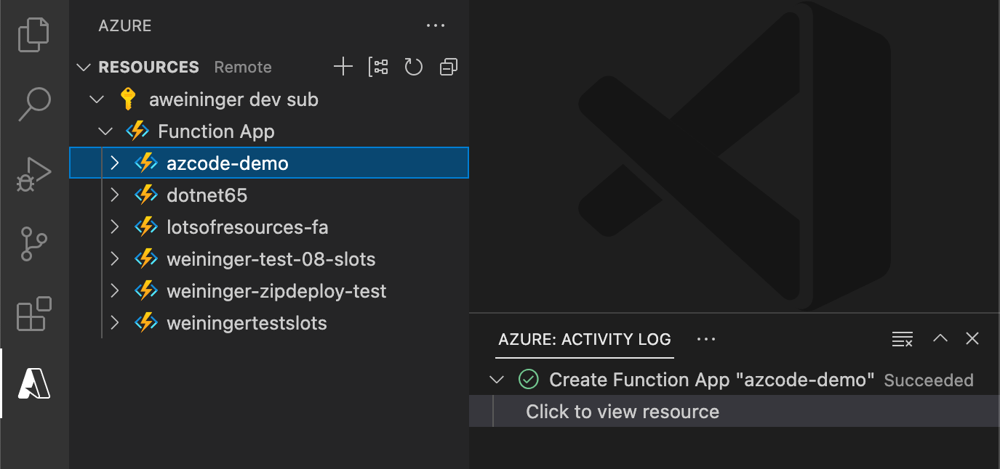 AZURE
RESOURCES Remote
aweininger dev sub
Function App
azcode-demo
dotnet65
lotsofresources-fa
weininger-test-08-slots
weininger-zipdeploy-test
weiningertestslots
AZURE: ACTIVITY LOG
Create Function App "azcode-demo" Succeeded
Click to view resource